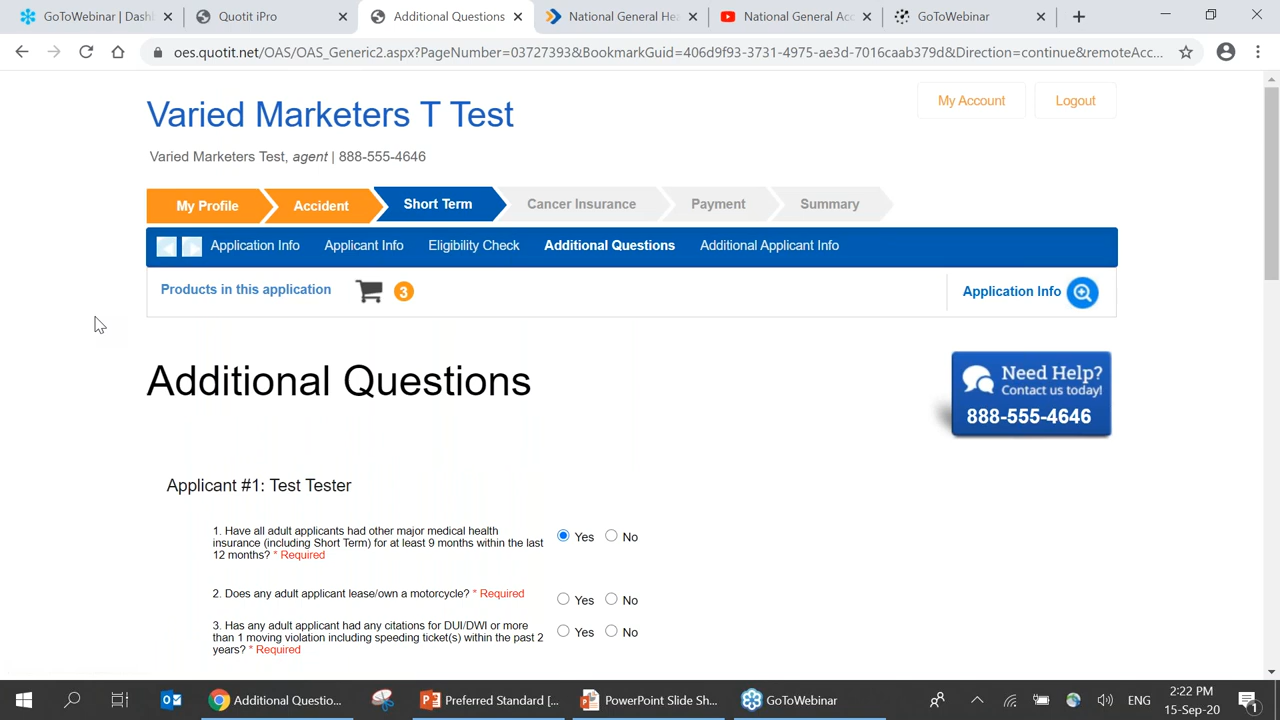 GoToWebinar | Dash
Quotit iPro
Additional Questions
National General He
National General Ac
GoToWebinar
oes.quotit.net/OAS/OAS_Generic2.aspx?PageNumber=03727393&BookmarkGuid=406d9f93-3731-4975-ae3d-7016caab379d&Direction=continue&remoteAcc...
Varied Marketers T Test
My Account
Logout
Varied Marketers Test, agent | 888-555-4646
My Profile
Accident
Short Term
Cancer Insurance
Payment
Summary
Application Info
Applicant Info
Eligibility Check
Additional Questions
Additional Applicant Info
Products in this application
3
Application Info
Additional Questions
Need Help?
Contact us today!
888-555-4646
Applicant #1: Test Tester
1. Have all adult applicants had other major medical health
insurance (including Short Term) for at least 9 months within the last
12 months? * Required
Yes No
2. Does any adult applicant lease/own a motorcycle? * Required
Yes No
3. Has any adult applicant had any citations for DUI/DWI or more
than 1 moving violation including speeding ticket(s) within the past 2
years? * Required
Yes No
Additional Questio...
Preferred Standard [...
PowerPoint Slide Sh...
GoToWebinar
ENG
2:22 PM
15-Sep-20
1